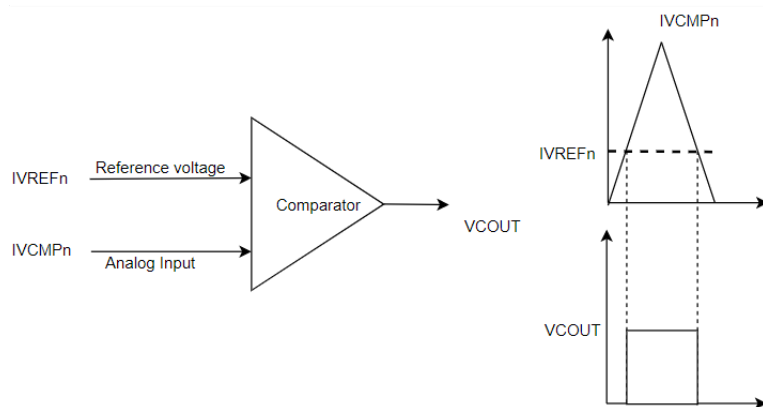 IVREFn
Reference voltage
IVCMPn
Analog Input
Comparator
VCOUT
IVCMPn
IVREFn
VCOUT